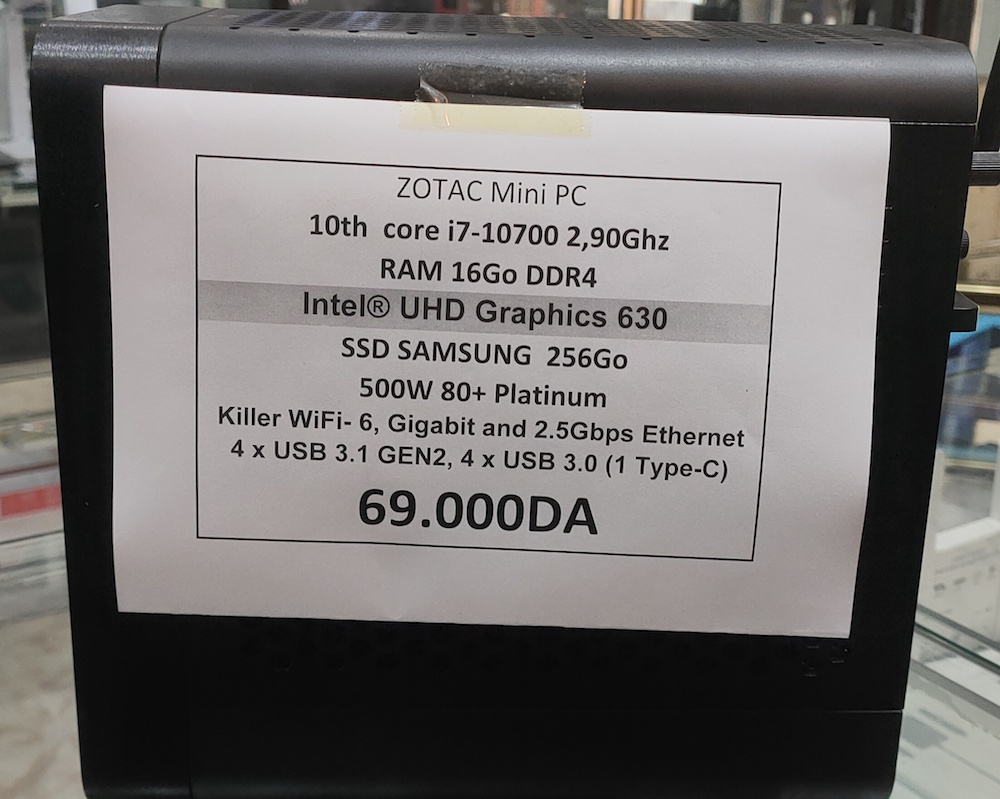 ZOTAC Mini PC
10th core i7-10700 2,90Ghz
RAM 16Go DDR4
Intel® UHD Graphics 630
SSD SAMSUNG 256Go
500W 80+ Platinum
Killer WiFi- 6, Gigabit and 2.5Gbps Ethernet
4 x USB 3.1 GEN2, 4 x USB 3.0 (1 Type-C)
69.000DA